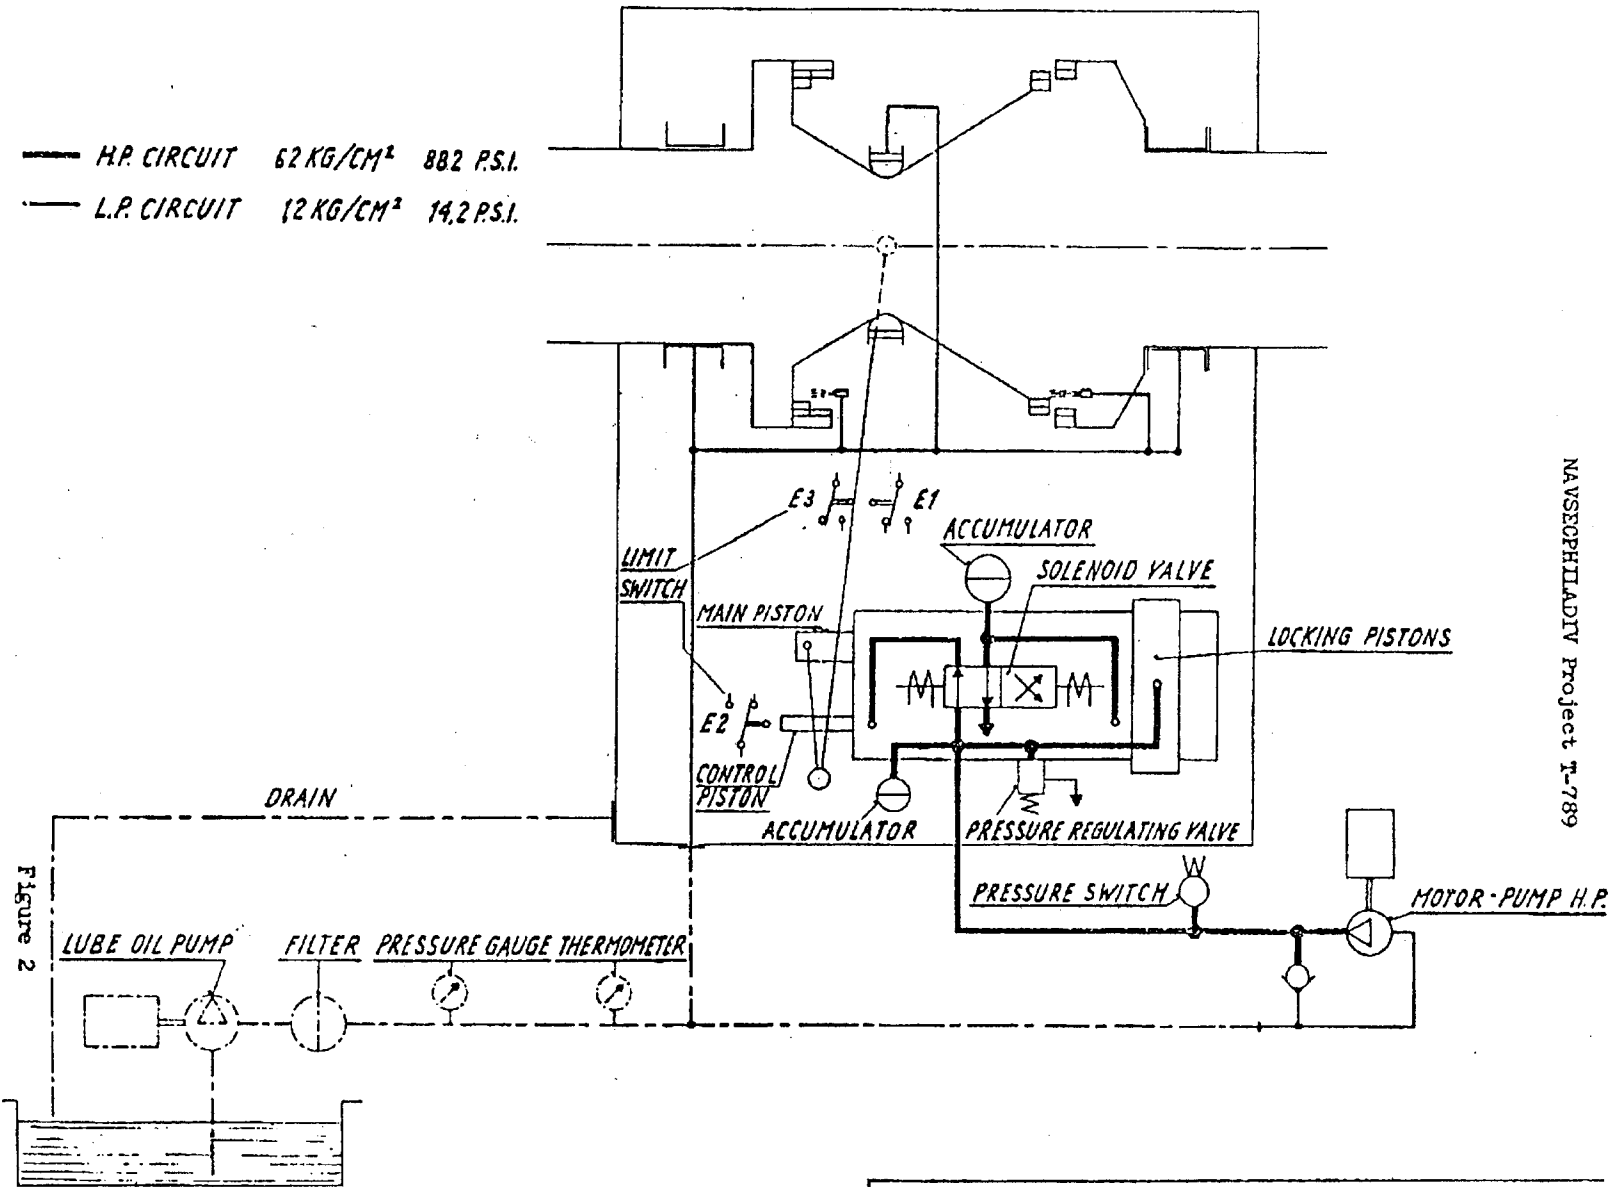 H.P. CIRCUIT 62 KG/CM² 882 P.S.I.
L.P. CIRCUIT 1,2 KG/CM² 14,2 P.S.I.
E3
E1
ACCUMULATOR
LIMIT
SWITCH
SOLENOID VALVE
MAIN PISTON
LOCKING PISTONS
E2
CONTROL
PISTON
ACCUMULATOR
PRESSURE REGULATING VALVE
DRAIN
PRESSURE SWITCH
MOTOR-PUMP H.P.
LUBE OIL PUMP
FILTER
PRESSURE GAUGE
THERMOMETER
NAVSECPHILADIV Project T-789
Figure 2